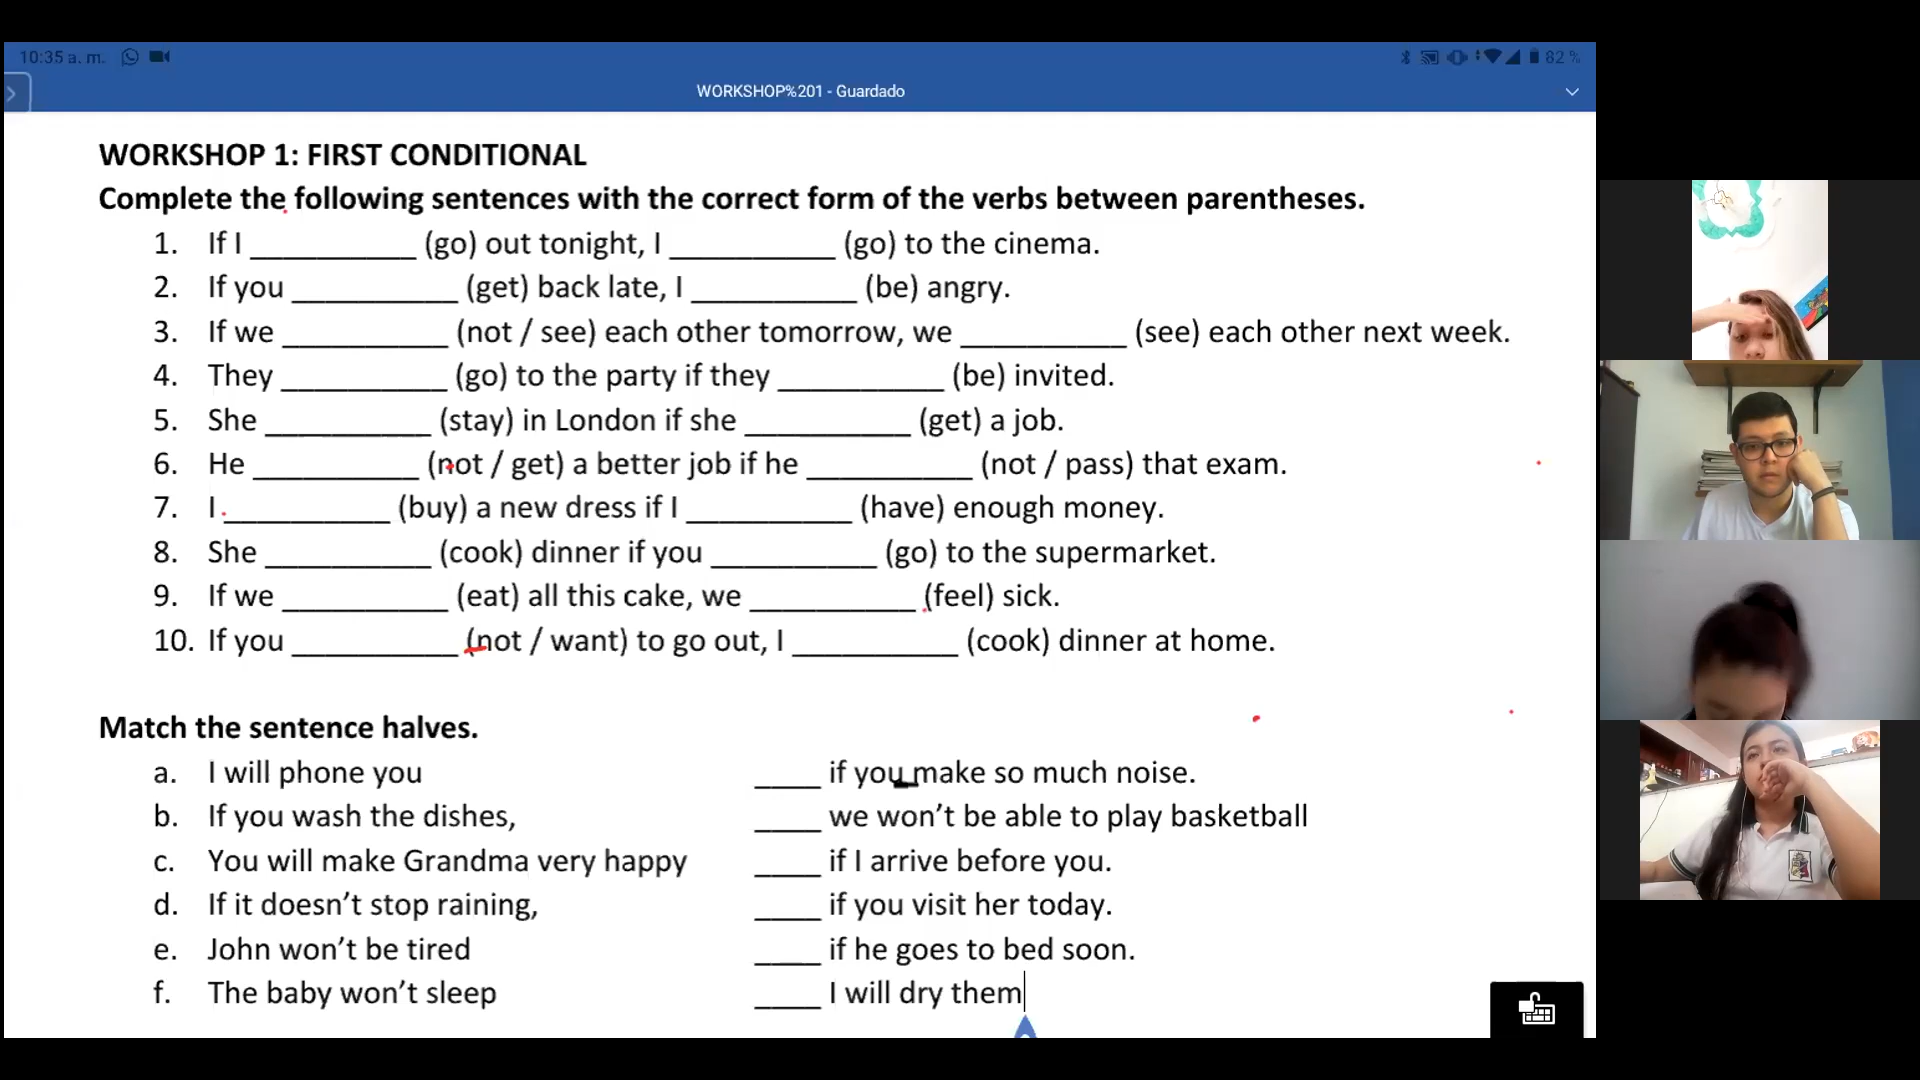 10:35 a. m. 82 %
WORKSHOP%201 - Guardado
WORKSHOP 1: FIRST CONDITIONAL
Complete the following sentences with the correct form of the verbs between parentheses.
1. If I __________ (go) out tonight, I __________ (go) to the cinema.
2. If you __________ (get) back late, I __________ (be) angry.
3. If we __________ (not / see) each other tomorrow, we __________ (see) each other next week.
4. They __________ (go) to the party if they __________ (be) invited.
5. She __________ (stay) in London if she __________ (get) a job.
6. He __________ (not / get) a better job if he __________ (not / pass) that exam.
7. I __________ (buy) a new dress if I __________ (have) enough money.
8. She __________ (cook) dinner if you __________ (go) to the supermarket.
9. If we __________ (eat) all this cake, we __________ (feel) sick.
10. If you __________ (not / want) to go out, I __________ (cook) dinner at home.
Match the sentence halves.
a. I will phone you ____ if you make so much noise.
b. If you wash the dishes, ____ we won’t be able to play basketball
c. You will make Grandma very happy ____ if I arrive before you.
d. If it doesn’t stop raining, ____ if you visit her today.
e. John won’t be tired ____ if he goes to bed soon.
f. The baby won’t sleep ____ I will dry them